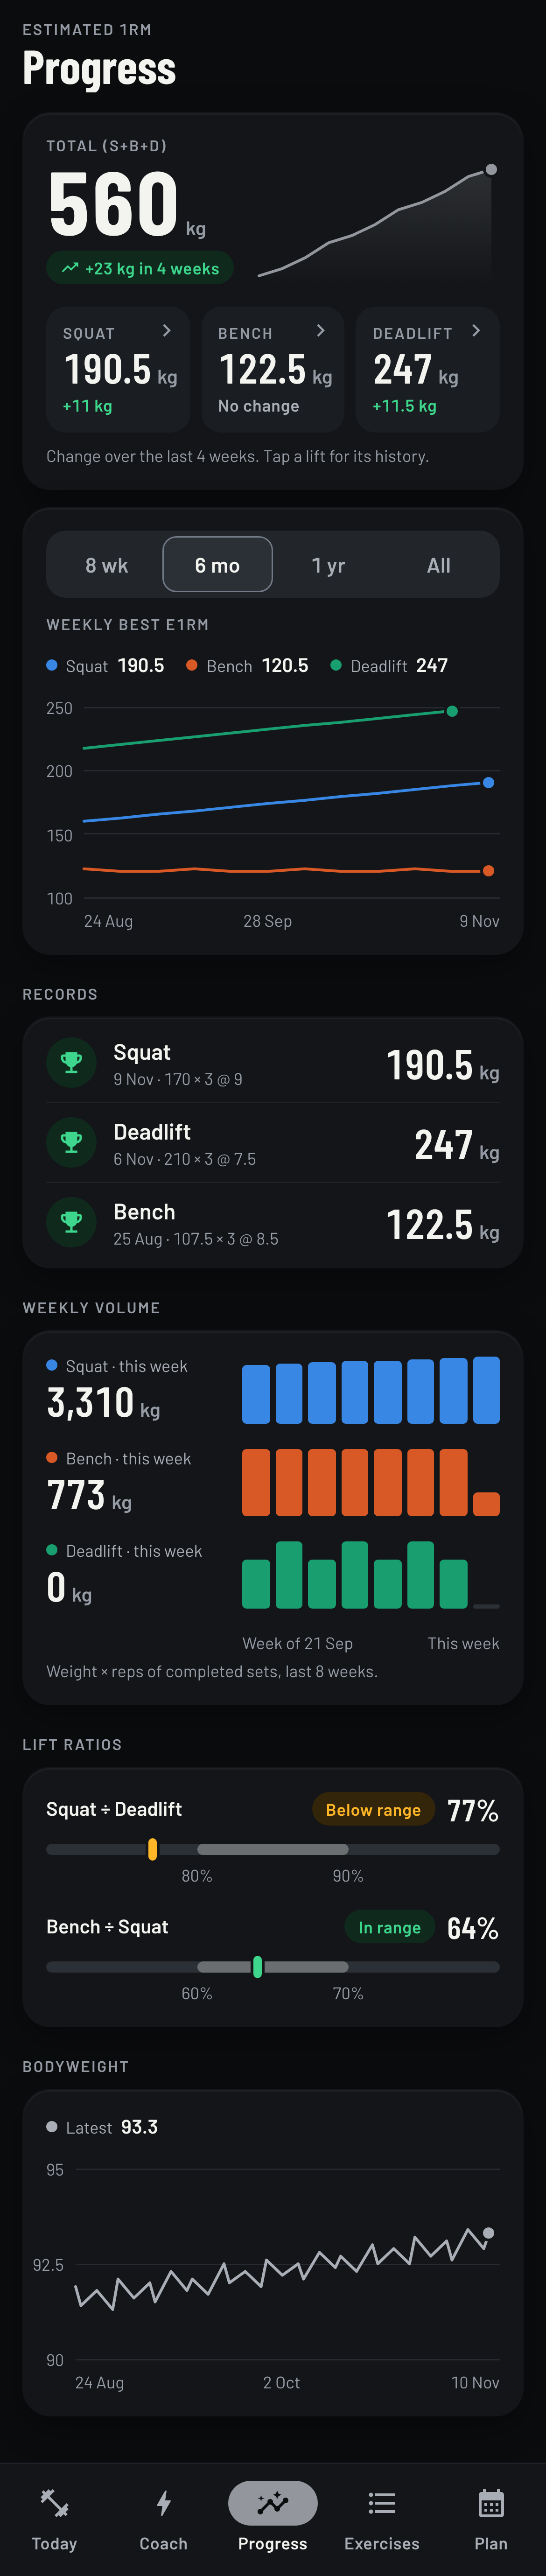 ESTIMATED 1RM
Progress
TOTAL (S+B+D)
560 kg
+23 kg in 4 weeks
SQUAT
190.5 kg
+11 kg
BENCH
122.5 kg
No change
DEADLIFT
247 kg
+11.5 kg
Change over the last 4 weeks. Tap a lift for its history.
8 wk 6 mo 1 yr All
WEEKLY BEST E1RM
Squat 190.5 Bench 120.5 Deadlift 247
250
200
150
100
24 Aug 28 Sep 9 Nov
RECORDS
Squat
9 Nov · 170 × 3 @ 9
190.5 kg
Deadlift
6 Nov · 210 × 3 @ 7.5
247 kg
Bench
25 Aug · 107.5 × 3 @ 8.5
122.5 kg
WEEKLY VOLUME
Squat · this week
3,310 kg
Bench · this week
773 kg
Deadlift · this week
0 kg
Week of 21 Sep This week
Weight × reps of completed sets, last 8 weeks.
LIFT RATIOS
Squat ÷ Deadlift Below range 77%
80% 90%
Bench ÷ Squat In range 64%
60% 70%
BODYWEIGHT
Latest 93.3
95
92.5
90
24 Aug 2 Oct 10 Nov
Today Coach Progress Exercises Plan